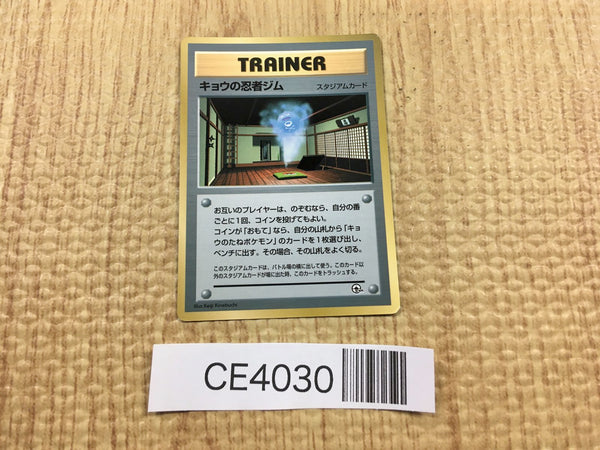 TRAINER
キョウの忍者ジム スタジアムカード
お互いのプレイヤーは、のぞむなら、自分の番
ごとに1回、コインを投げてもよい。
コインが「おもて」なら、自分の山札から「キョ
ウのたねポケモン」のカードを1枚選び出し、
ベンチに出す。その場合、その山札をよく切る。
このスタジアムカードは、バトル場の横に出して使う。このカード以
外のスタジアムカードが場に出た時、このカードをトラッシュする。
Illus. Keiji Kinebuchi
CE4030